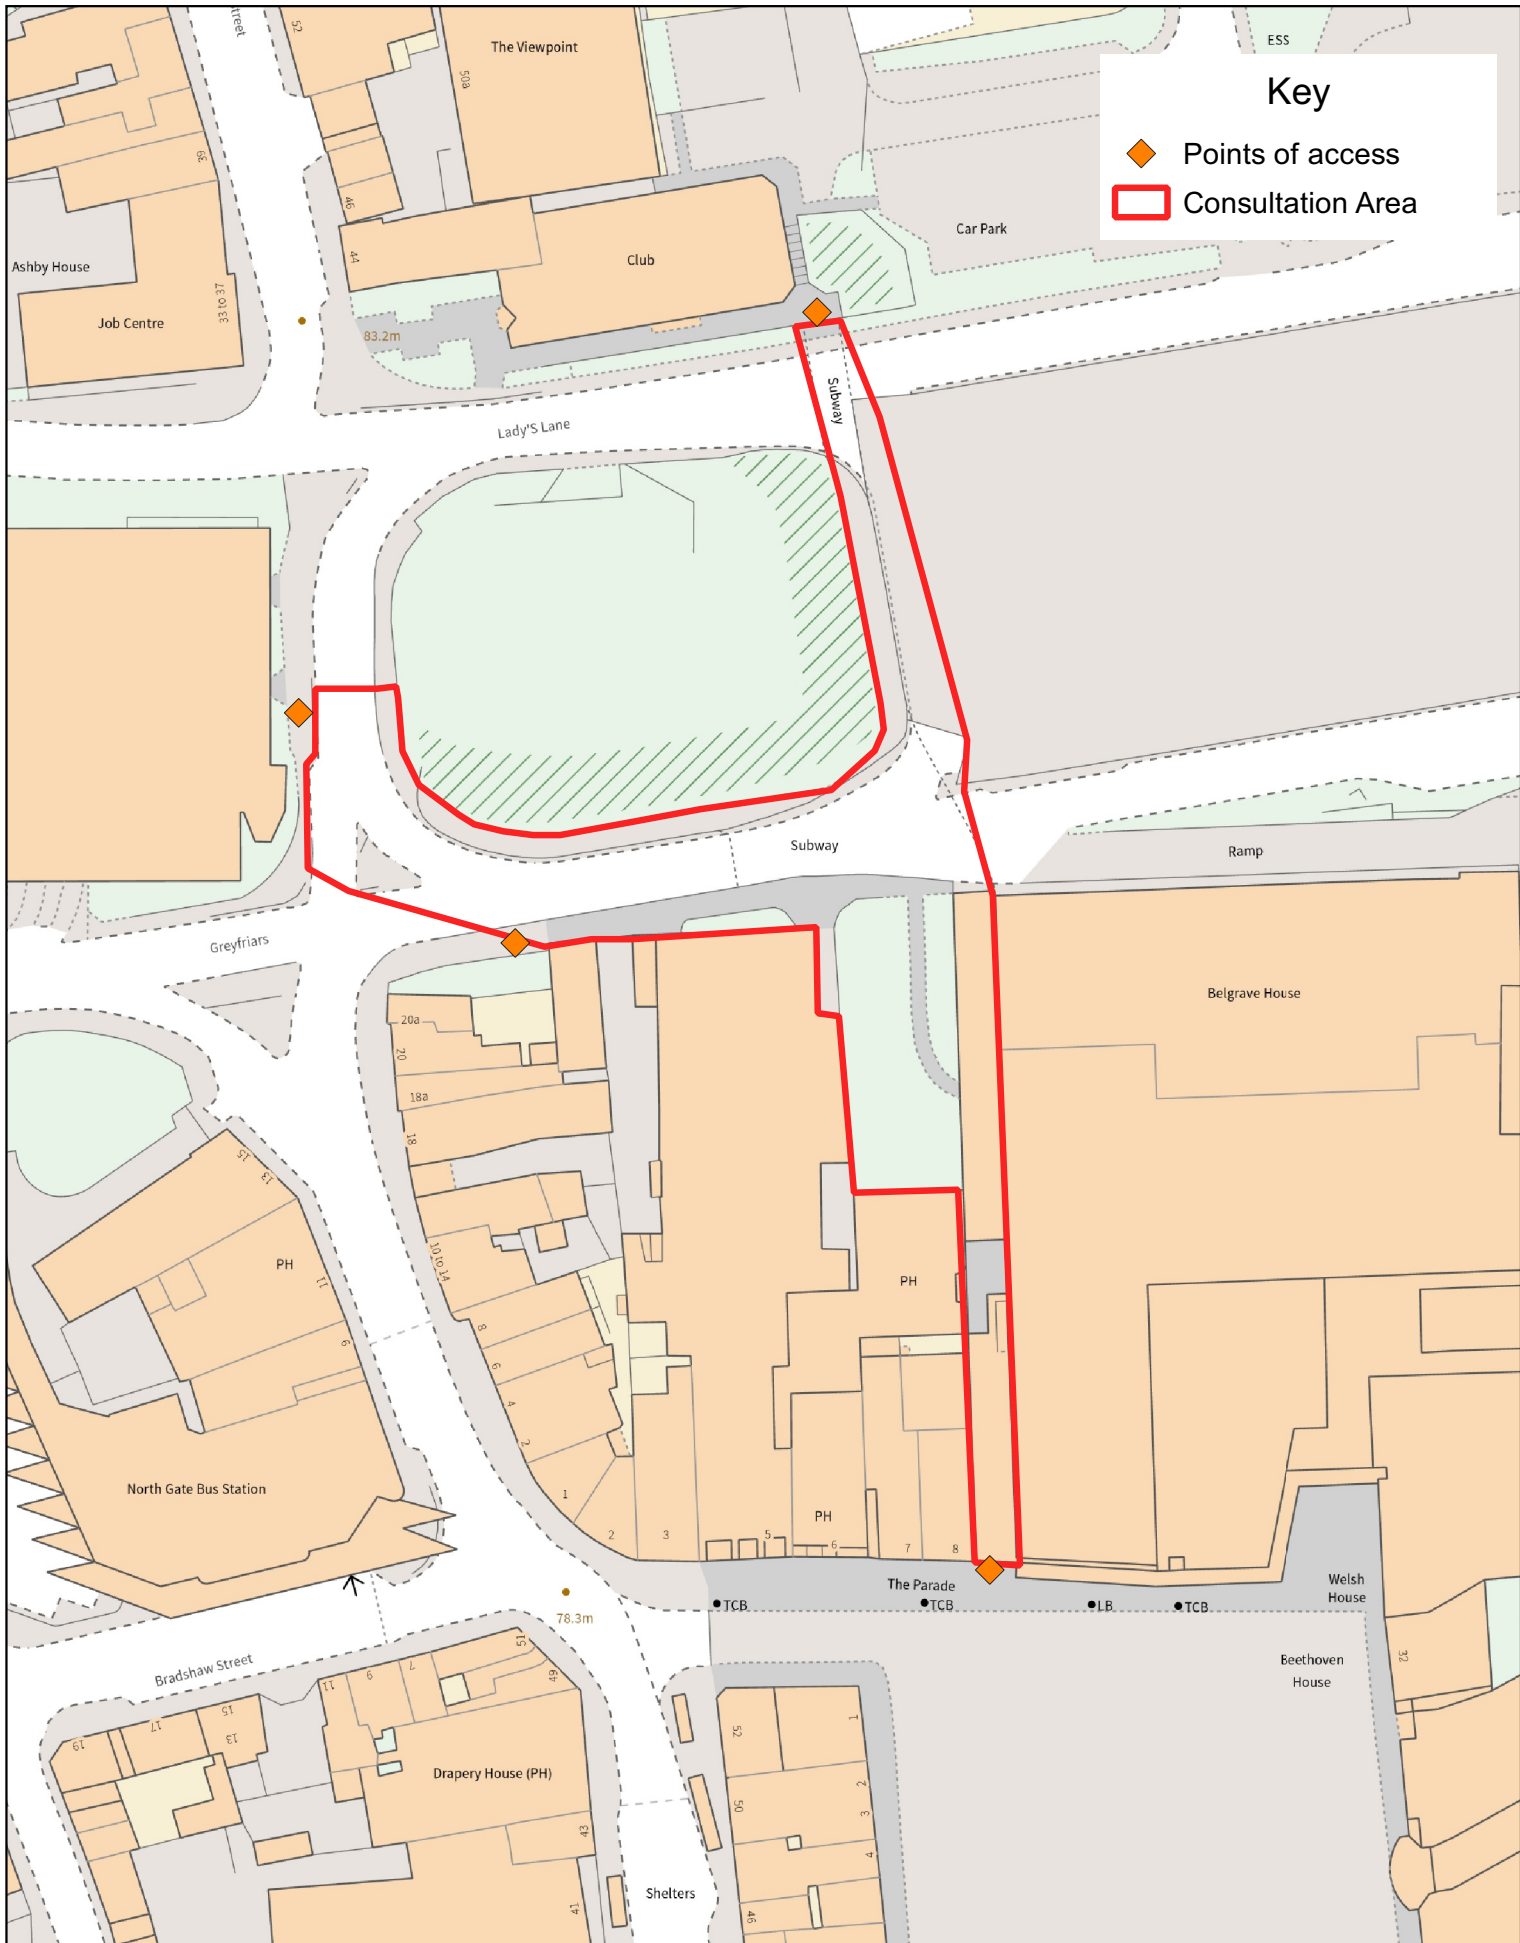 Street
52
The Viewpoint
50a
ESS
Key
Points of access
Consultation Area
39
46
44
Club
Car Park
Ashby House
33 to 37
Job Centre
83.2m
Subway
Lady'S Lane
Subway
Ramp
Greyfriars
Belgrave House
20a
20
18a
18
15
13
PH
11
10 to 14
PH
9
8
6
4
2
North Gate Bus Station
1
2
3
5
PH
6
7
8
The Parade
Welsh
House
TCB
TCB
LB
TCB
78.3m
Bradshaw Street
51
49
7
9
11
15
13
17
19
Beethoven
House
32
52
1
Drapery House (PH)
50
2
3
43
4
Shelters
41
46